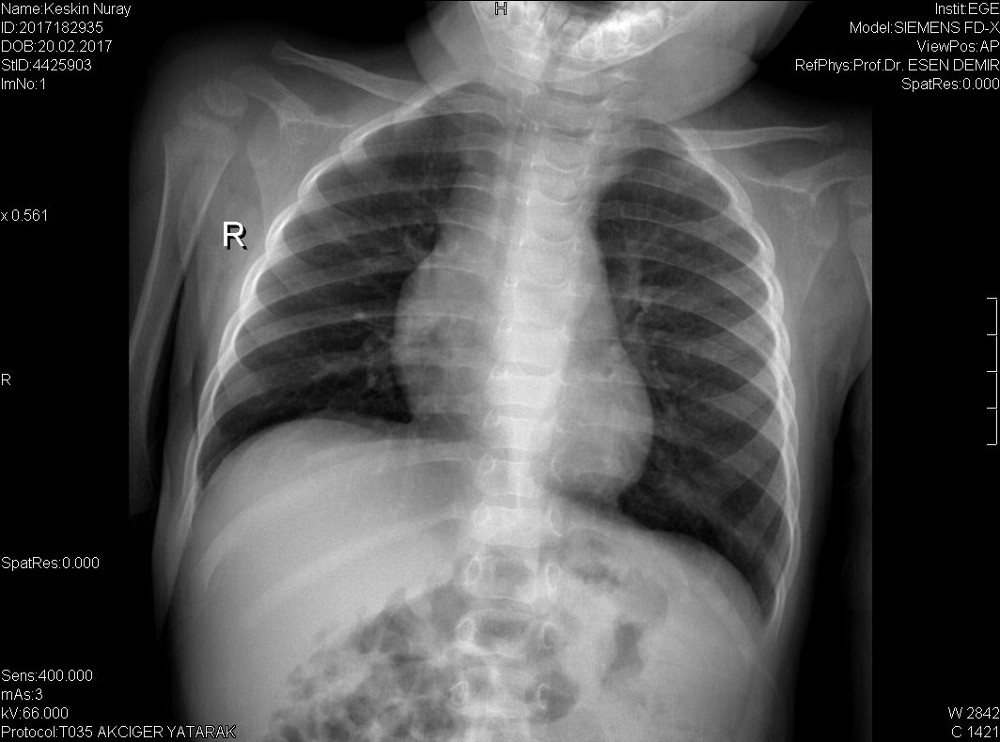 Name:Keskin Nuray
ID:2017182935
DOB:20.02.2017
StID:4425903
ImNo:1
H
Instit:EGE
Model:SIEMENS FD-X
ViewPos:AP
RefPhys:Prof.Dr. ESEN DEMIR
SpatRes:0.000
x 0.561
R
R
SpatRes:0.000
Sens:400.000
mAs:3
kV:66.000
Protocol:T035 AKCIGER YATARAK
W 2842
C 1421